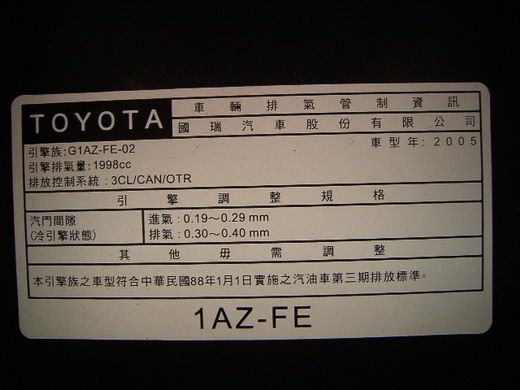 TOYOTA
車輛排氣管制資訊
國瑞汽車股份有限公司
引擎族:G1AZ-FE-02
車型年:2005
引擎排氣量:1998cc
排放控制系統:3CL/CAN/OTR
引擎調整規格
汽門間隙
(冷引擎狀態)
進氣:0.19～0.29 mm
排氣:0.30～0.40 mm
其他毋需調整
本引擎族之車型符合中華民國88年1月1日實施之汽油車第三期排放標準。
1AZ-FE